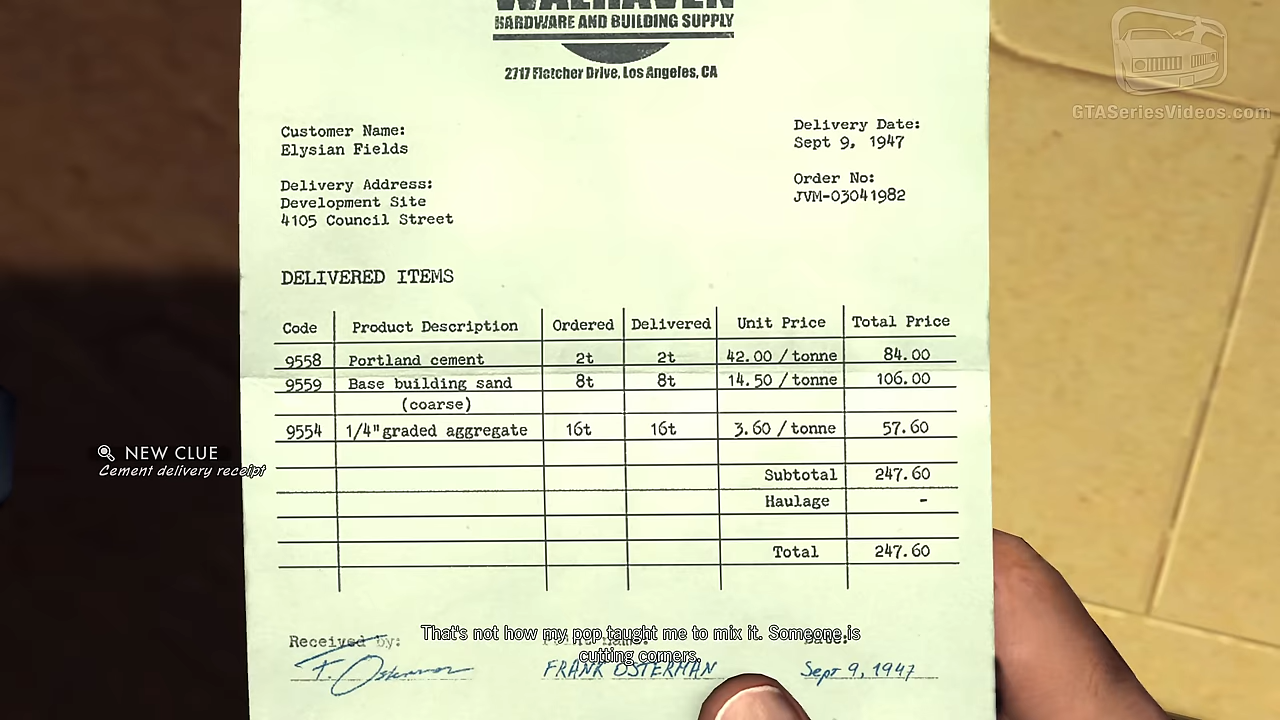 WALHAVEN
HARDWARE AND BUILDING SUPPLY
2717 Fletcher Drive, Los Angeles, CA
GTASeriesVideos.com
Customer Name:
Elysian Fields
Delivery Date:
Sept 9, 1947
Delivery Address:
Development Site
4105 Council Street
Order No:
JVM-03041982
DELIVERED ITEMS
Code Product Description Ordered Delivered Unit Price Total Price
9558 Portland cement 2t 2t 42.00 / tonne 84.00
9559 Base building sand 8t 8t 14.50 / tonne 106.00
(coarse)
9554 1/4" graded aggregate 16t 16t 3.60 / tonne 57.60
NEW CLUE
Cement delivery receipt
Subtotal 247.60
Haulage -
Total 247.60
Received by: Date:
That's not how my pop taught me to mix it. Someone is
cutting corners.
F. Osterman FRANK OSTERMAN Sept 9, 1947